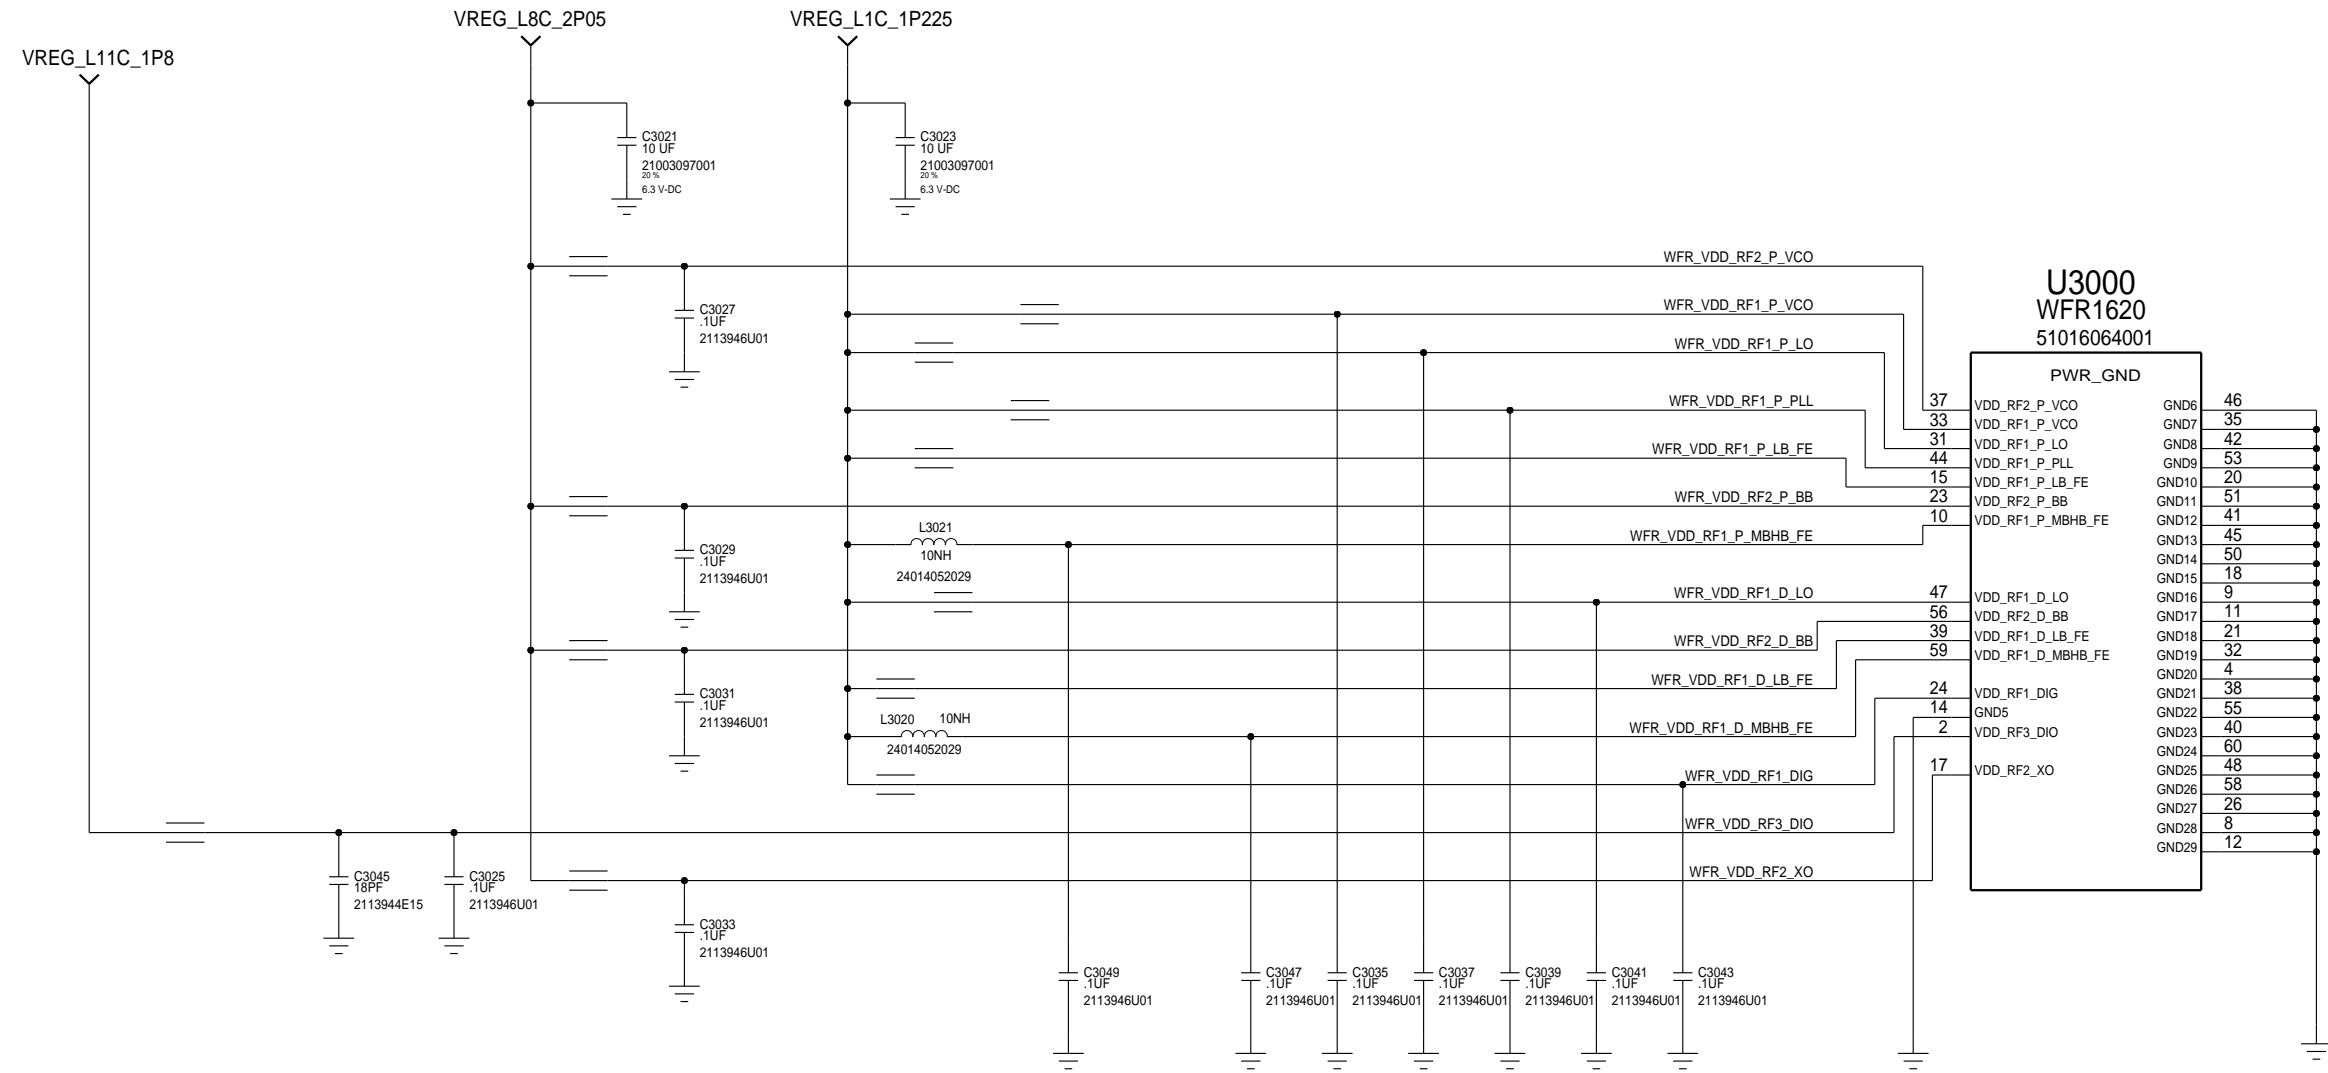 VREG_L8C_2P05
VREG_L1C_1P225
VREG_L11C_1P8
C3021
10 UF
21003097001
20 %
6.3 V-DC
C3023
10 UF
21003097001
20 %
6.3 V-DC
WFR_VDD_RF2_P_VCO
C3027
.1UF
2113946U01
WFR_VDD_RF1_P_VCO
WFR_VDD_RF1_P_LO
WFR_VDD_RF1_P_PLL
WFR_VDD_RF1_P_LB_FE
WFR_VDD_RF2_P_BB
C3029
.1UF
2113946U01
L3021
10NH
24014052029
WFR_VDD_RF1_P_MBHB_FE
WFR_VDD_RF1_D_LO
WFR_VDD_RF2_D_BB
C3031
.1UF
2113946U01
WFR_VDD_RF1_D_LB_FE
L3020 10NH
24014052029
WFR_VDD_RF1_D_MBHB_FE
WFR_VDD_RF1_DIG
WFR_VDD_RF3_DIO
C3045
18PF
2113944E15
C3025
.1UF
2113946U01
WFR_VDD_RF2_XO
C3033
.1UF
2113946U01
C3049
.1UF
2113946U01
C3047
.1UF
2113946U01
C3035
.1UF
2113946U01
C3037
.1UF
2113946U01
C3039
.1UF
2113946U01
C3041
.1UF
2113946U01
C3043
.1UF
2113946U01
U3000
WFR1620
51016064001
PWR_GND
37 VDD_RF2_P_VCO
33 VDD_RF1_P_VCO
31 VDD_RF1_P_LO
44 VDD_RF1_P_PLL
15 VDD_RF1_P_LB_FE
23 VDD_RF2_P_BB
10 VDD_RF1_P_MBHB_FE
47 VDD_RF1_D_LO
56 VDD_RF2_D_BB
39 VDD_RF1_D_LB_FE
59 VDD_RF1_D_MBHB_FE
24 VDD_RF1_DIG
14 GND5
2 VDD_RF3_DIO
17 VDD_RF2_XO
GND6 46
GND7 35
GND8 42
GND9 53
GND10 20
GND11 51
GND12 41
GND13 45
GND14 50
GND15 18
GND16 9
GND17 11
GND18 21
GND19 32
GND20 4
GND21 38
GND22 55
GND23 40
GND24 60
GND25 48
GND26 58
GND27 26
GND28 8
GND29 12